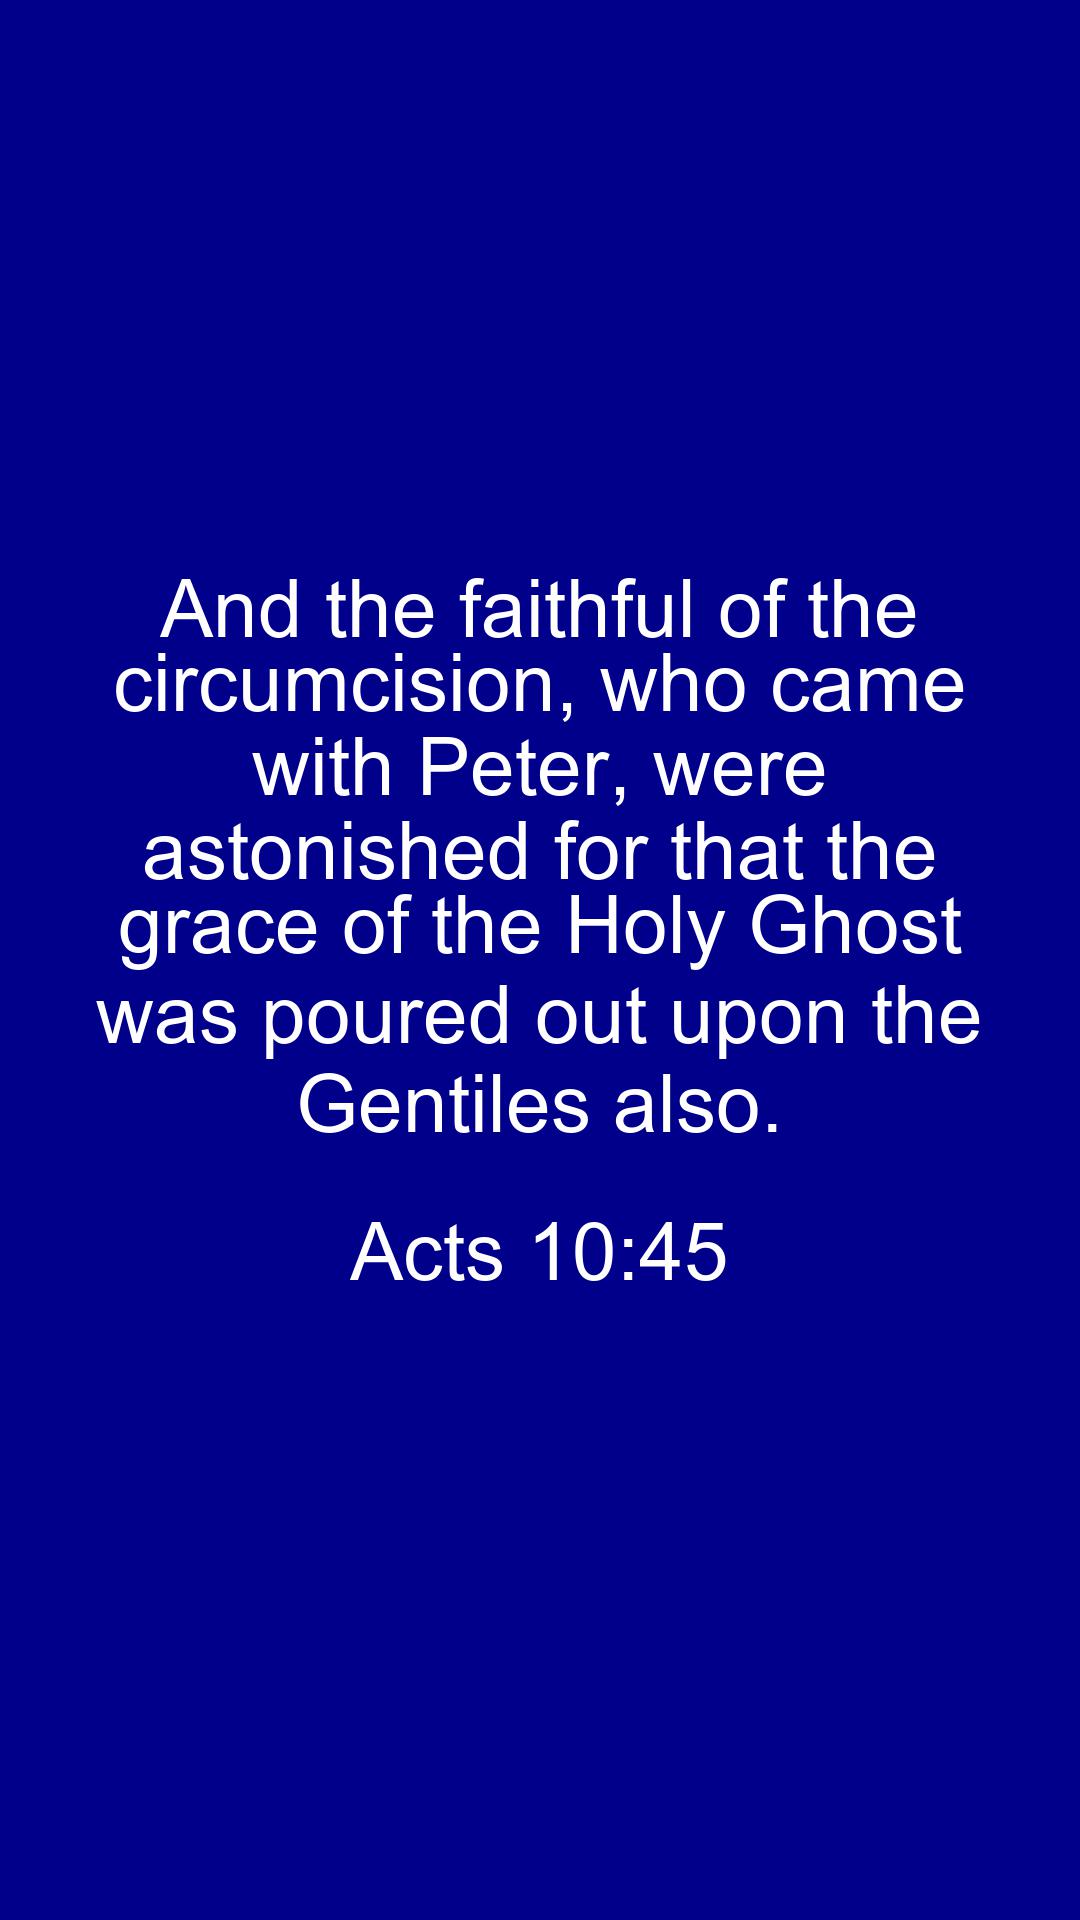 And the faithful of the
circumcision, who came
with Peter, were
astonished for that the
grace of the Holy Ghost
was poured out upon the
Gentiles also.
Acts 10:45